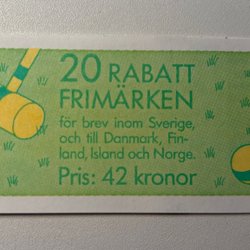 20 RABATT
FRIMÄRKEN
för brev inom Sverige,
och till Danmark, Fin-
land, Island och Norge.
Pris: 42 kronor